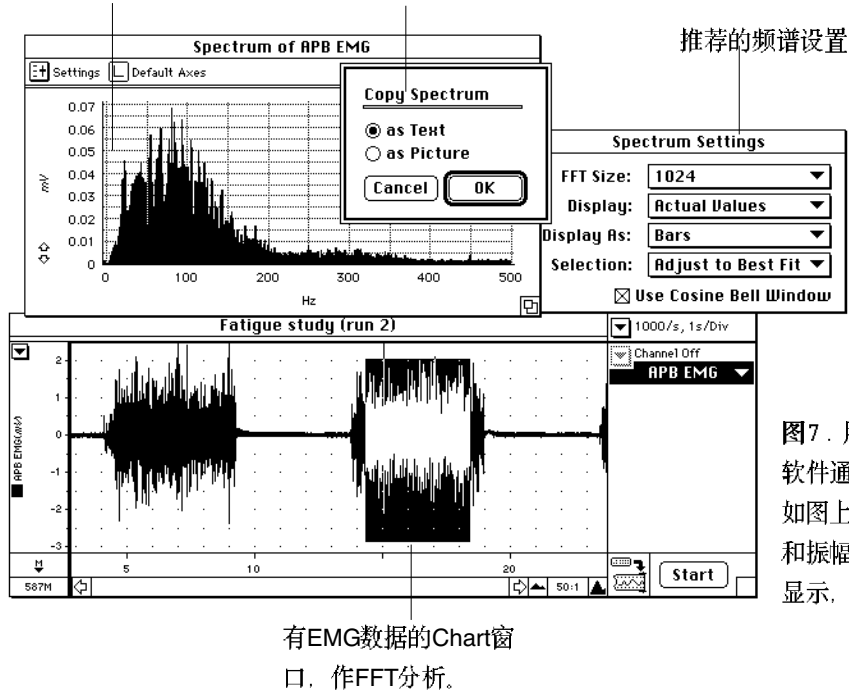 推荐的频谱设置
Spectrum of APB EMG
Settings Default Axes
0.07
0.06
0.05
0.04
0.03
0.02
0.01
0
mV
0 100 200 300 400 500
Hz
Copy Spectrum
as Text
as Picture
Cancel OK
Spectrum Settings
FFT Size: 1024
Display: Actual Values
Display As: Bars
Selection: Adjust to Best Fit
Use Cosine Bell Window
Fatigue study (run 2)
1000/s, 1s/Div
Channel Off
APB EMG
2
1
0
-1
-2
-3
APB EMG(mV)
M
5 10 20
587M
50:1
Start
图7. 用
软件通
如图上
和振幅
显示,
有EMG数据的Chart窗
口, 作FFT分析。